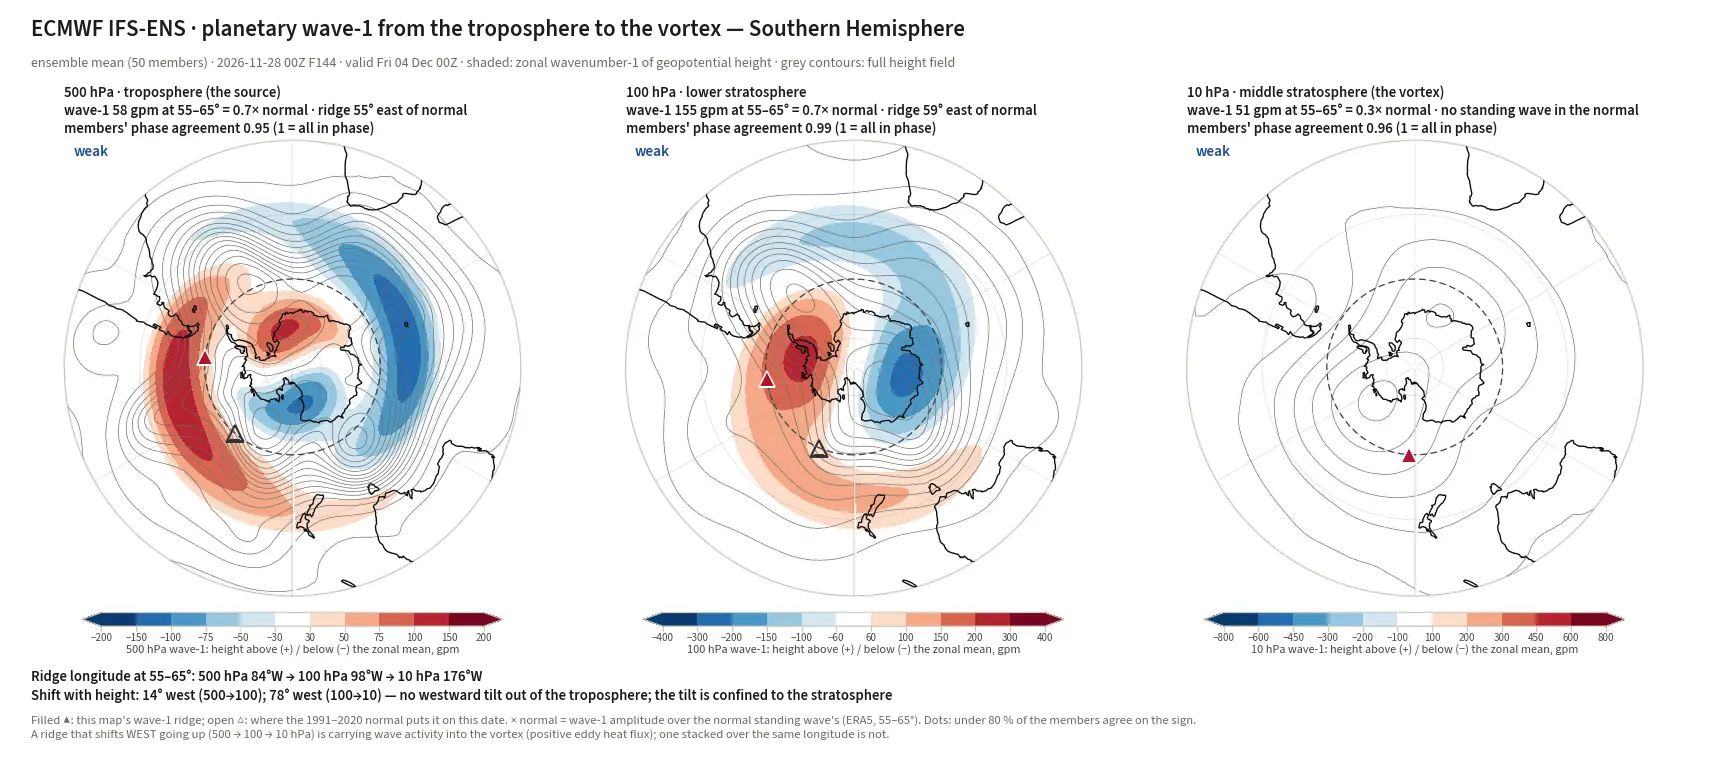 ECMWF IFS-ENS · planetary wave-1 from the troposphere to the vortex — Southern Hemisphere
ensemble mean (50 members) · 2026-11-28 00Z F144 · valid Fri 04 Dec 00Z · shaded: zonal wavenumber-1 of geopotential height · grey contours: full height field
500 hPa · troposphere (the source)
wave-1 58 gpm at 55–65° = 0.7× normal · ridge 55° east of normal
members' phase agreement 0.95 (1 = all in phase)
weak
100 hPa · lower stratosphere
wave-1 155 gpm at 55–65° = 0.7× normal · ridge 59° east of normal
members' phase agreement 0.99 (1 = all in phase)
weak
10 hPa · middle stratosphere (the vortex)
wave-1 51 gpm at 55–65° = 0.3× normal · no standing wave in the normal
members' phase agreement 0.96 (1 = all in phase)
weak
−200 −150 −100 −75 −50 −30 30 50 75 100 150 200
500 hPa wave-1: height above (+) / below (−) the zonal mean, gpm
−400 −300 −200 −150 −100 −60 60 100 150 200 300 400
100 hPa wave-1: height above (+) / below (−) the zonal mean, gpm
−800 −600 −450 −300 −200 −100 100 200 300 450 600 800
10 hPa wave-1: height above (+) / below (−) the zonal mean, gpm
Ridge longitude at 55–65°: 500 hPa 84°W → 100 hPa 98°W → 10 hPa 176°W
Shift with height: 14° west (500→100); 78° west (100→10) — no westward tilt out of the troposphere; the tilt is confined to the stratosphere
Filled ▲: this map's wave-1 ridge; open △: where the 1991–2020 normal puts it on this date. × normal = wave-1 amplitude over the normal standing wave's (ERA5, 55–65°). Dots: under 80 % of the members agree on the sign.
A ridge that shifts WEST going up (500 → 100 → 10 hPa) is carrying wave activity into the vortex (positive eddy heat flux); one stacked over the same longitude is not.